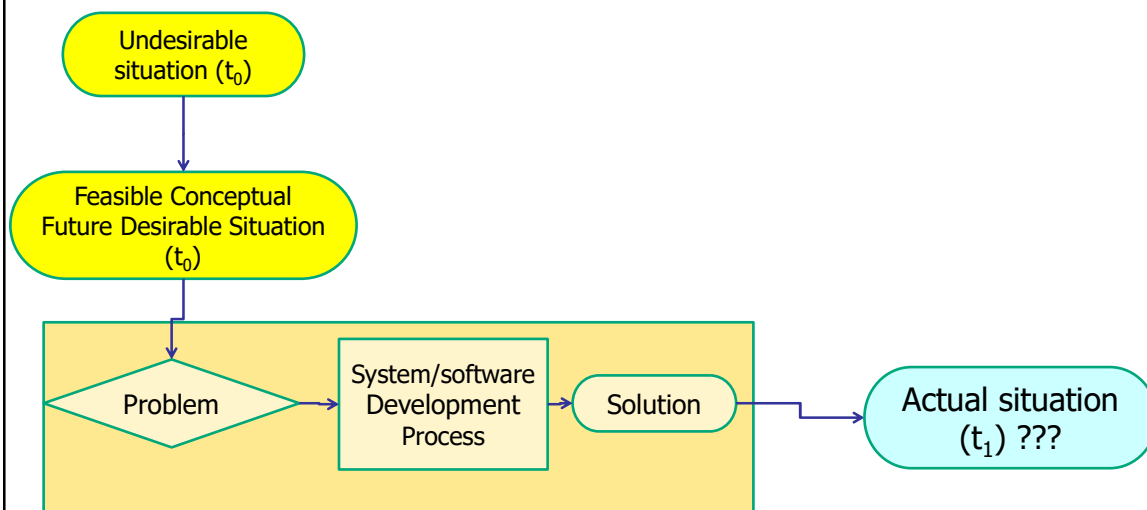 Undesirable
situation (t₀)
Feasible Conceptual
Future Desirable Situation
(t₀)
Problem
System/software
Development
Process
Solution
Actual situation
(t₁) ???